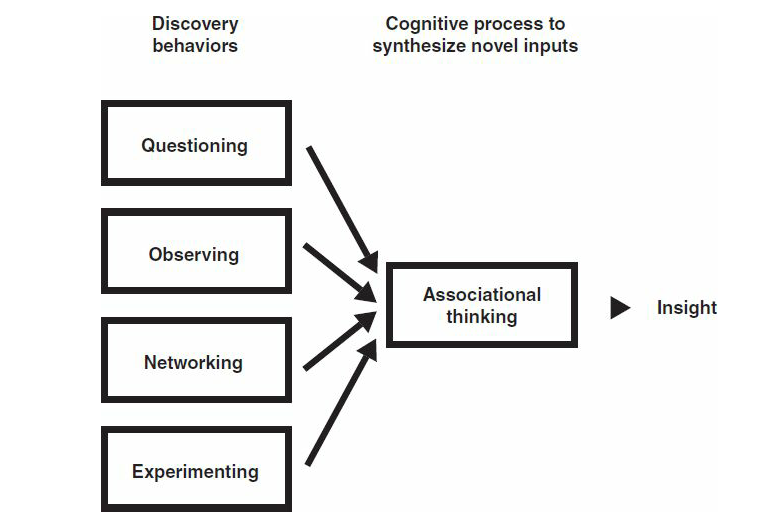 Discovery
behaviors
Cognitive process to
synthesize novel inputs
Questioning
Observing
Networking
Experimenting
Associational
thinking
Insight